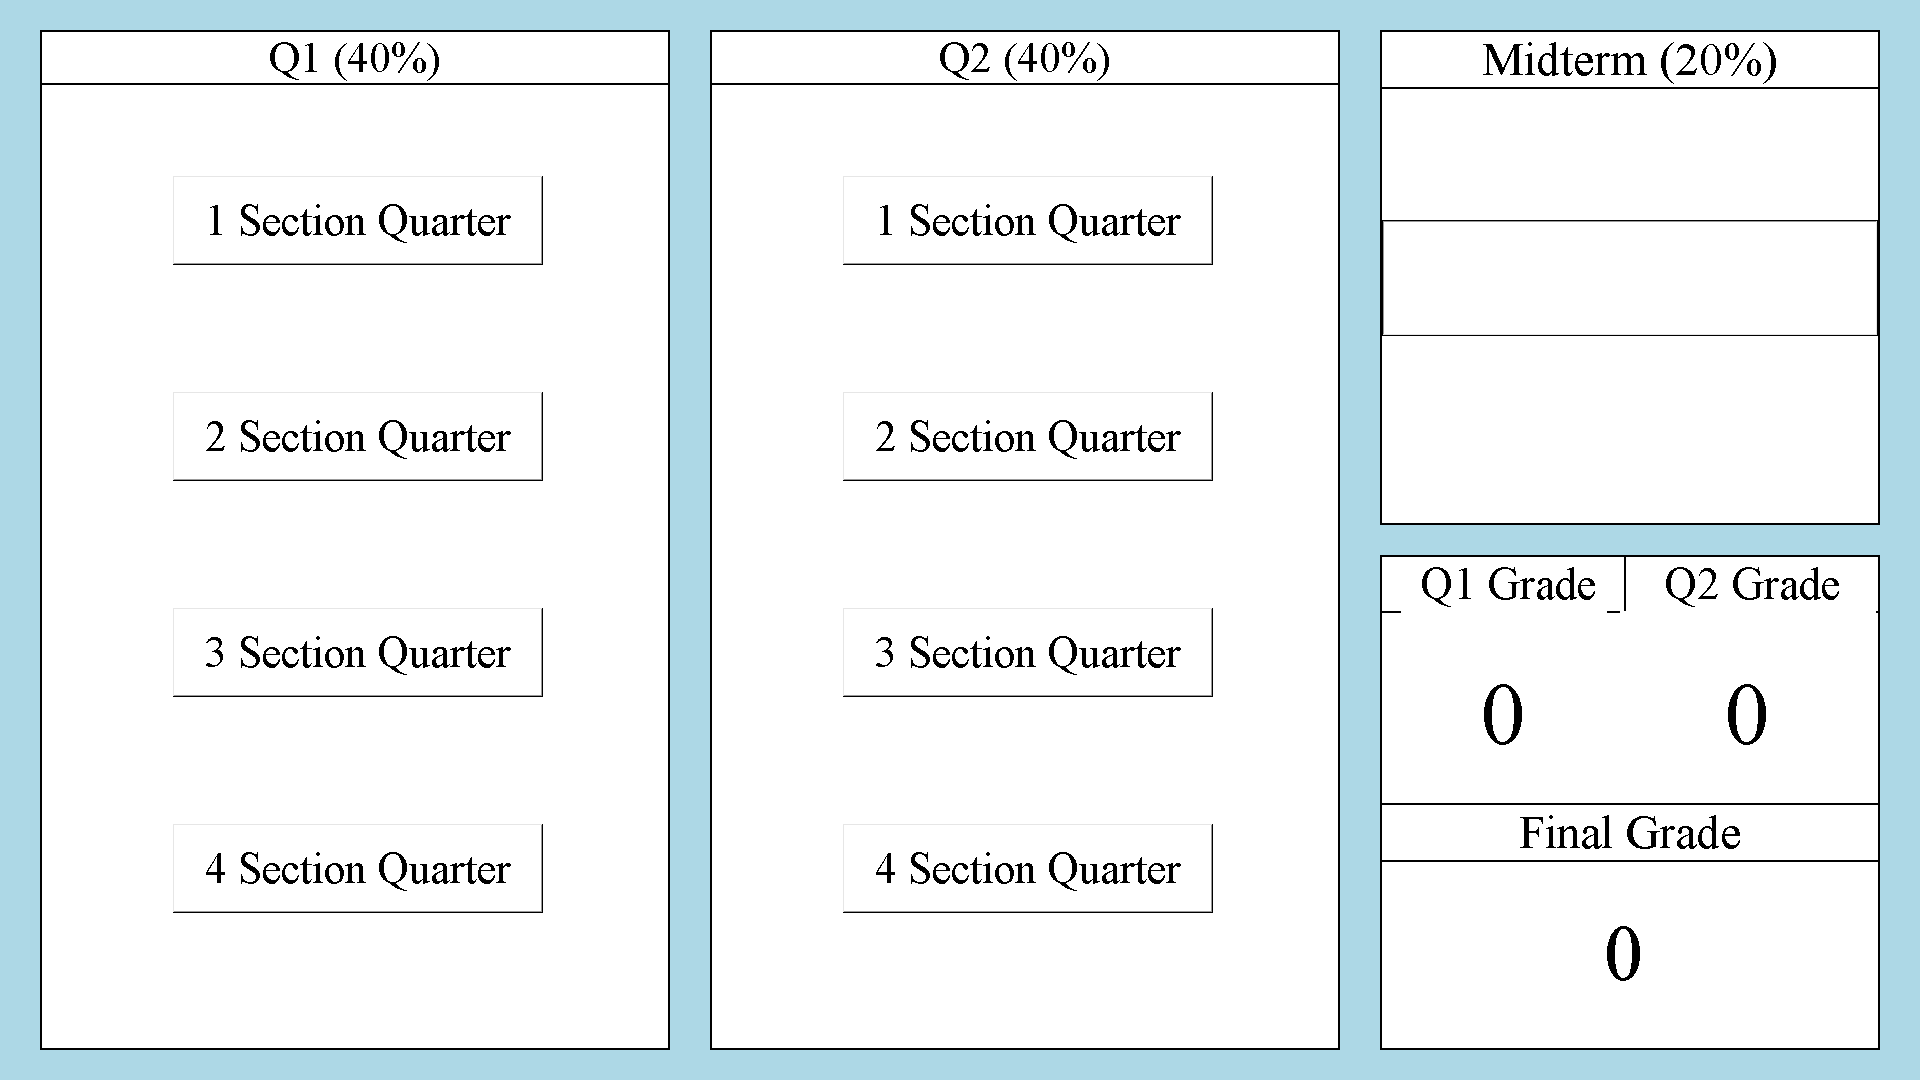 Q1 (40%)
1 Section Quarter
2 Section Quarter
3 Section Quarter
4 Section Quarter
Q2 (40%)
1 Section Quarter
2 Section Quarter
3 Section Quarter
4 Section Quarter
Midterm (20%)
Q1 Grade
Q2 Grade
0
0
Final Grade
0